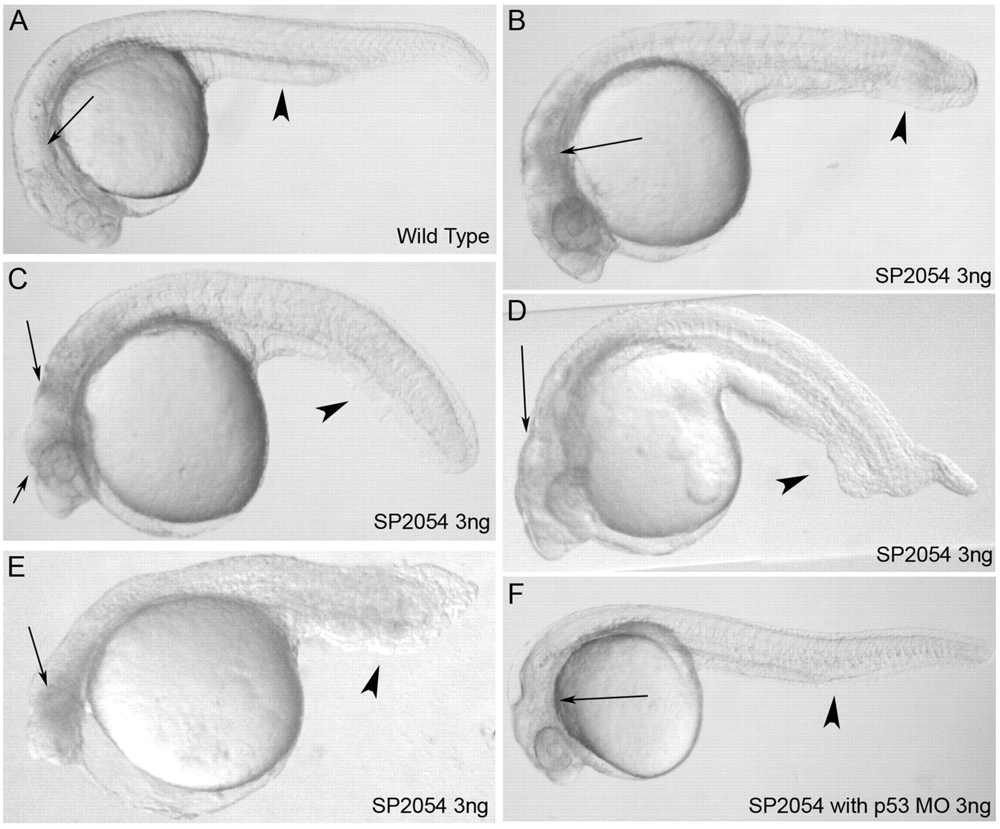 A
Wild Type
B
SP2054 3ng
C
SP2054 3ng
D
SP2054 3ng
E
SP2054 3ng
F
SP2054 with p53 MO 3ng